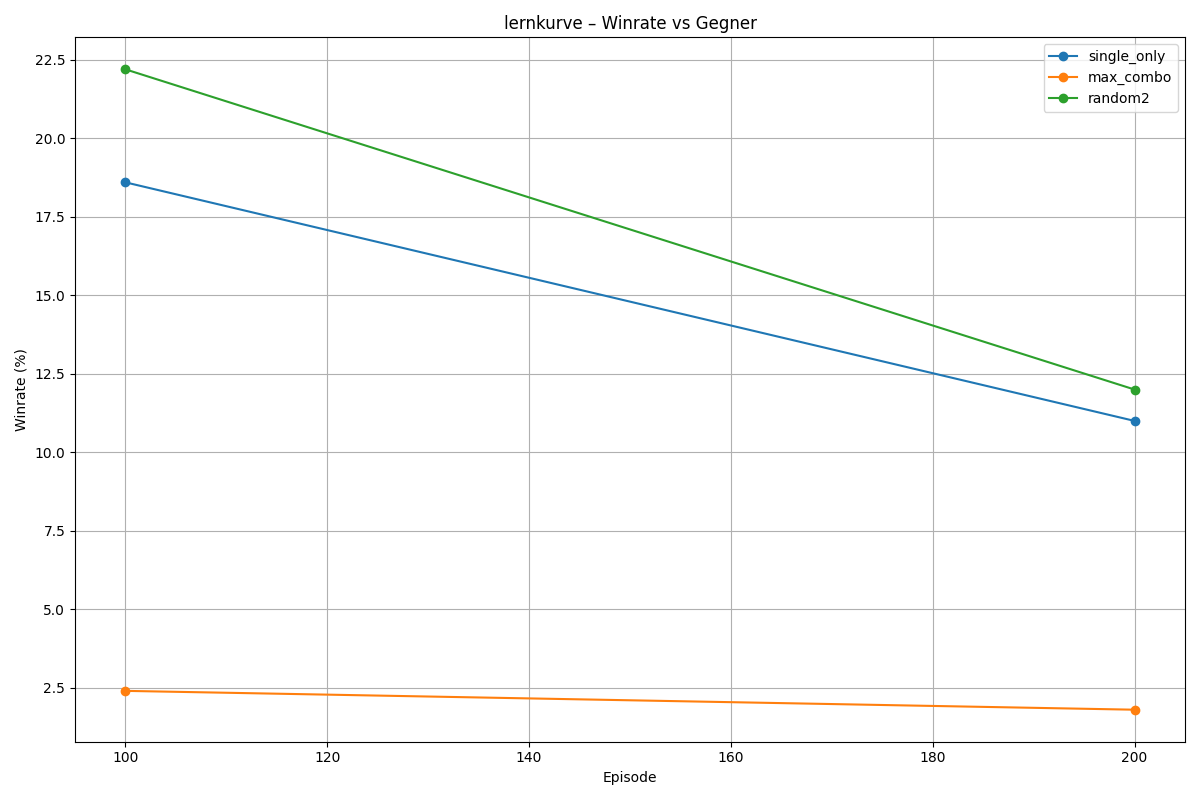 lernkurve – Winrate vs Gegner
single_only
max_combo
random2
Winrate (%)
22.5
20.0
17.5
15.0
12.5
10.0
7.5
5.0
2.5
100 120 140 160 180 200
Episode